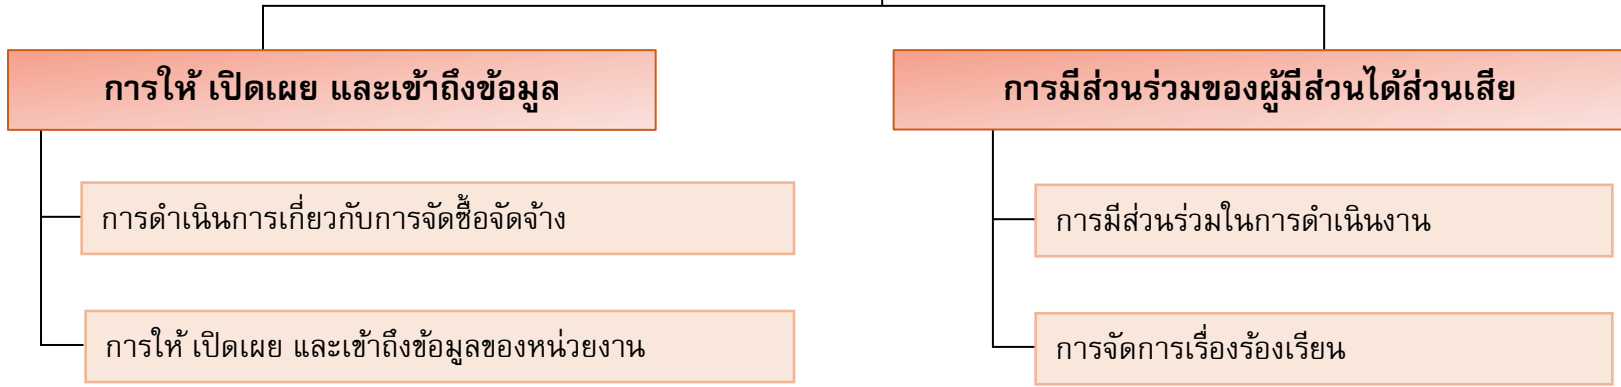 การให้ เปิดเผย และเข้าถึงข้อมูล
การดำเนินการเกี่ยวกับการจัดซื้อจัดจ้าง
การให้ เปิดเผย และเข้าถึงข้อมูลของหน่วยงาน
การมีส่วนร่วมของผู้มีส่วนได้ส่วนเสีย
การมีส่วนร่วมในการดำเนินงาน
การจัดการเรื่องร้องเรียน